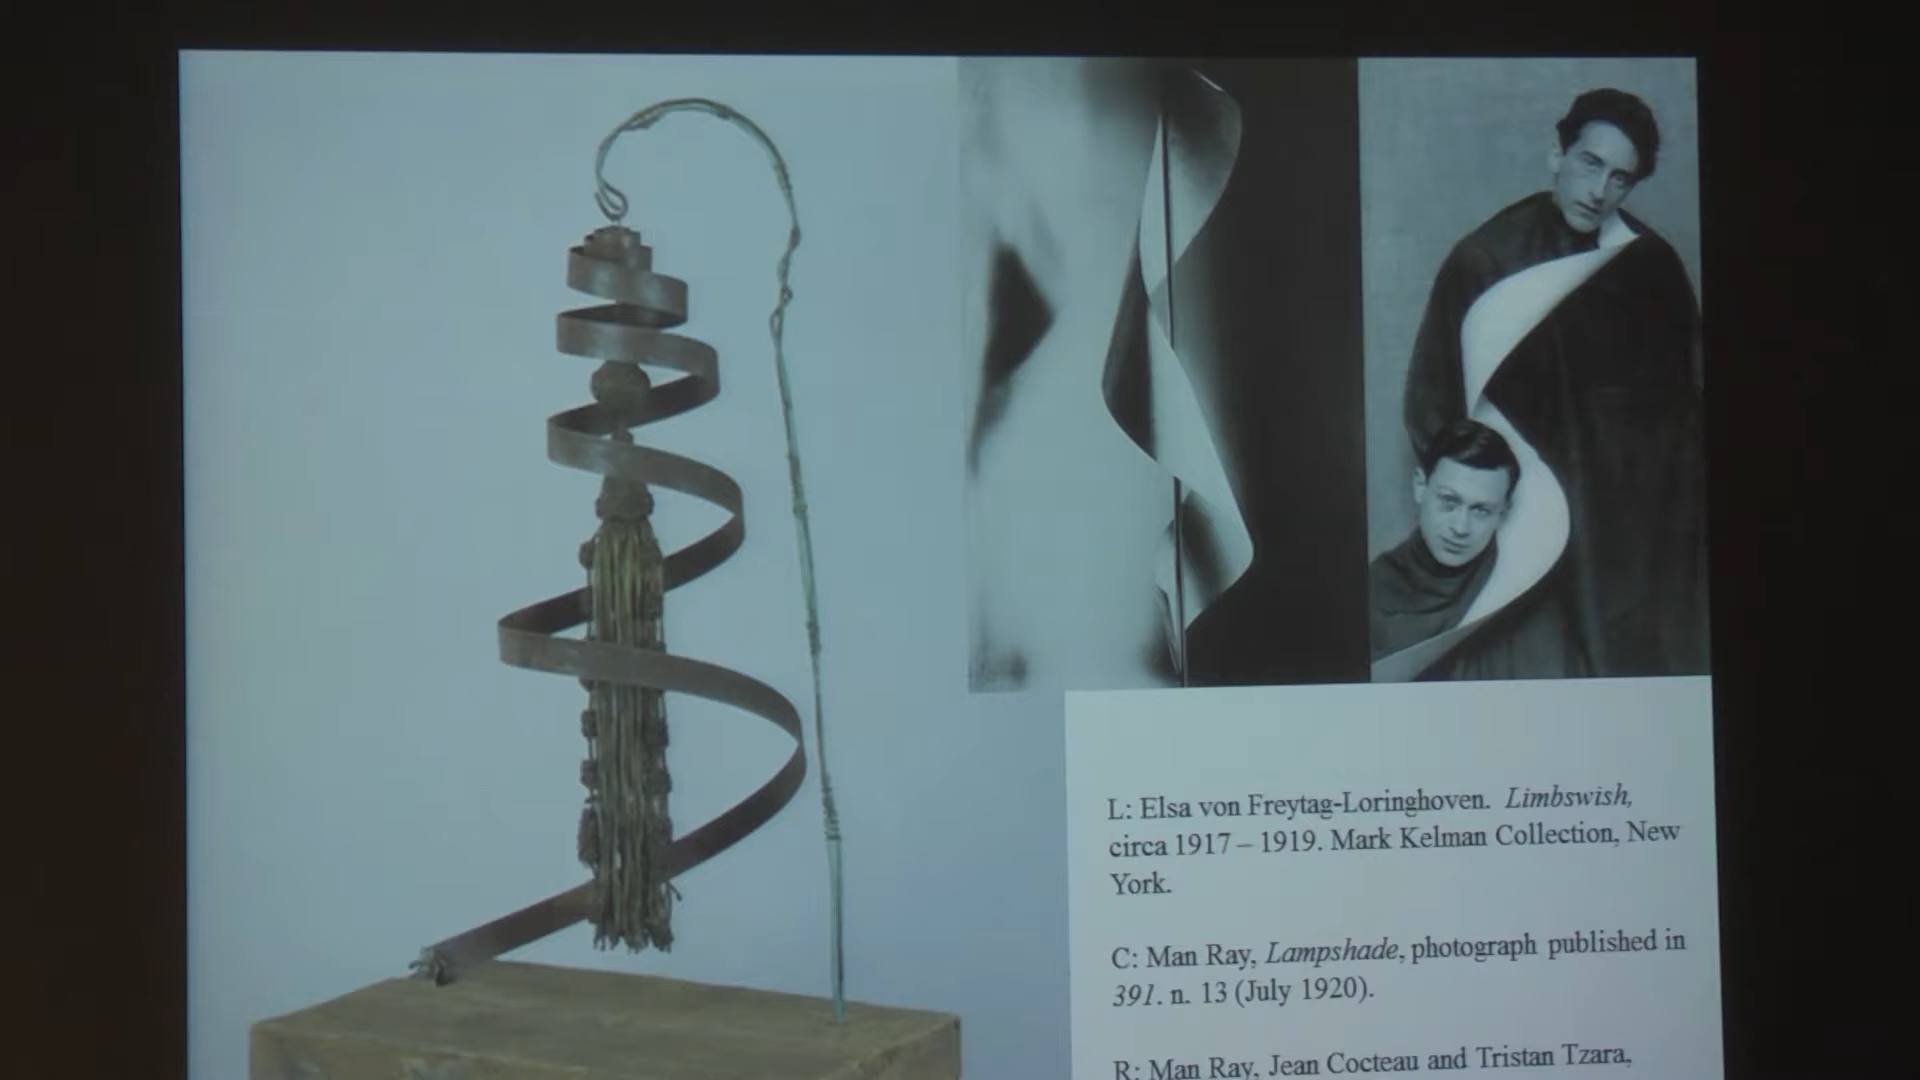 L: Elsa von Freytag-Loringhoven. Limbswish,
circa 1917 – 1919. Mark Kelman Collection, New
York.
C: Man Ray, Lampshade, photograph published in
391. n. 13 (July 1920).
R: Man Ray, Jean Cocteau and Tristan Tzara,